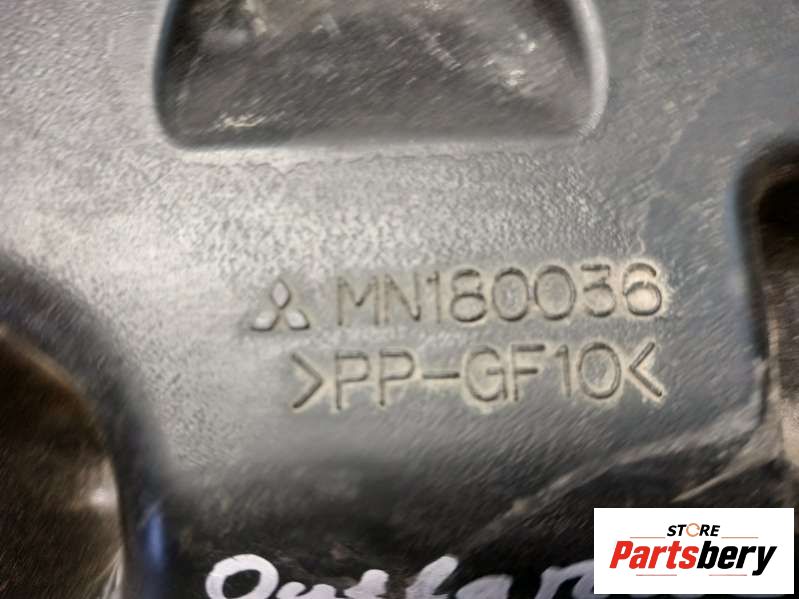 MN180036
>PP-GF10<
STORE
Partsbery